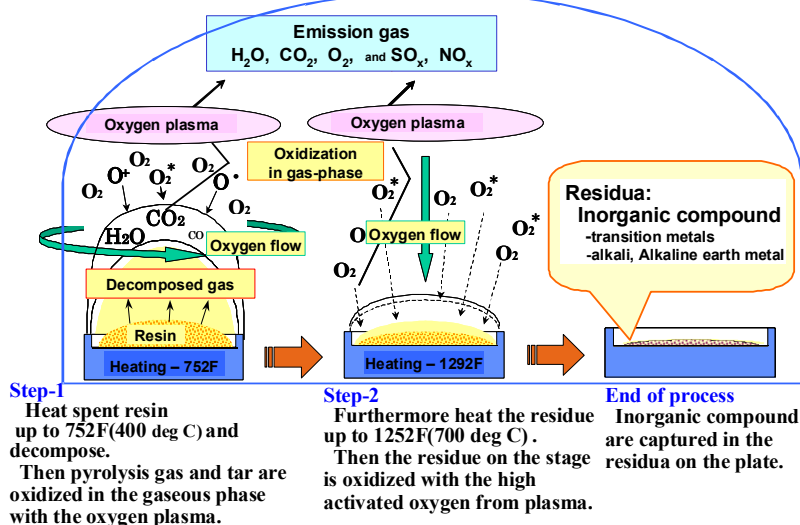 Emission gas
H2O, CO2, O2, and SOx, NOx
Oxygen plasma
Oxygen plasma
Oxidization
in gas-phase
O2
O+
O2*
O•
O2
O2
CO2
H2O
CO
Oxygen flow
Decomposed gas
Resin
Heating – 752F
O2*
O2
O2*
O2*
O
O2
O2
Oxygen flow
Heating – 1292F
Residua:
Inorganic compound
-transition metals
-alkali, Alkaline earth metal
Step-1
Heat spent resin
up to 752F(400 deg C) and
decompose.
Then pyrolysis gas and tar are
oxidized in the gaseous phase
with the oxygen plasma.
Step-2
Furthermore heat the residue
up to 1252F(700 deg C) .
Then the residue on the stage
is oxidized with the high
activated oxygen from plasma.
End of process
Inorganic compound
are captured in the
residua on the plate.